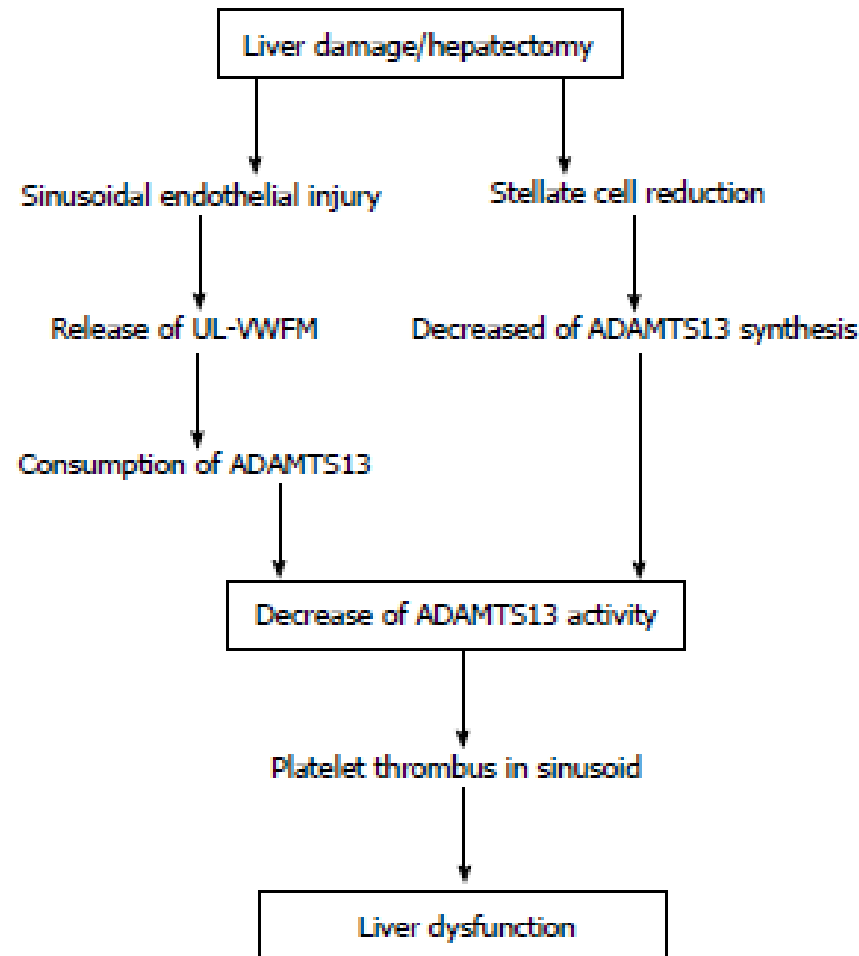 Liver damage/hepatectomy
Sinusoidal endothelial injury
Stellate cell reduction
Release of UL-VWFM
Decreased of ADAMTS13 synthesis
Consumption of ADAMTS13
Decrease of ADAMTS13 activity
Platelet thrombus in sinusoid
Liver dysfunction